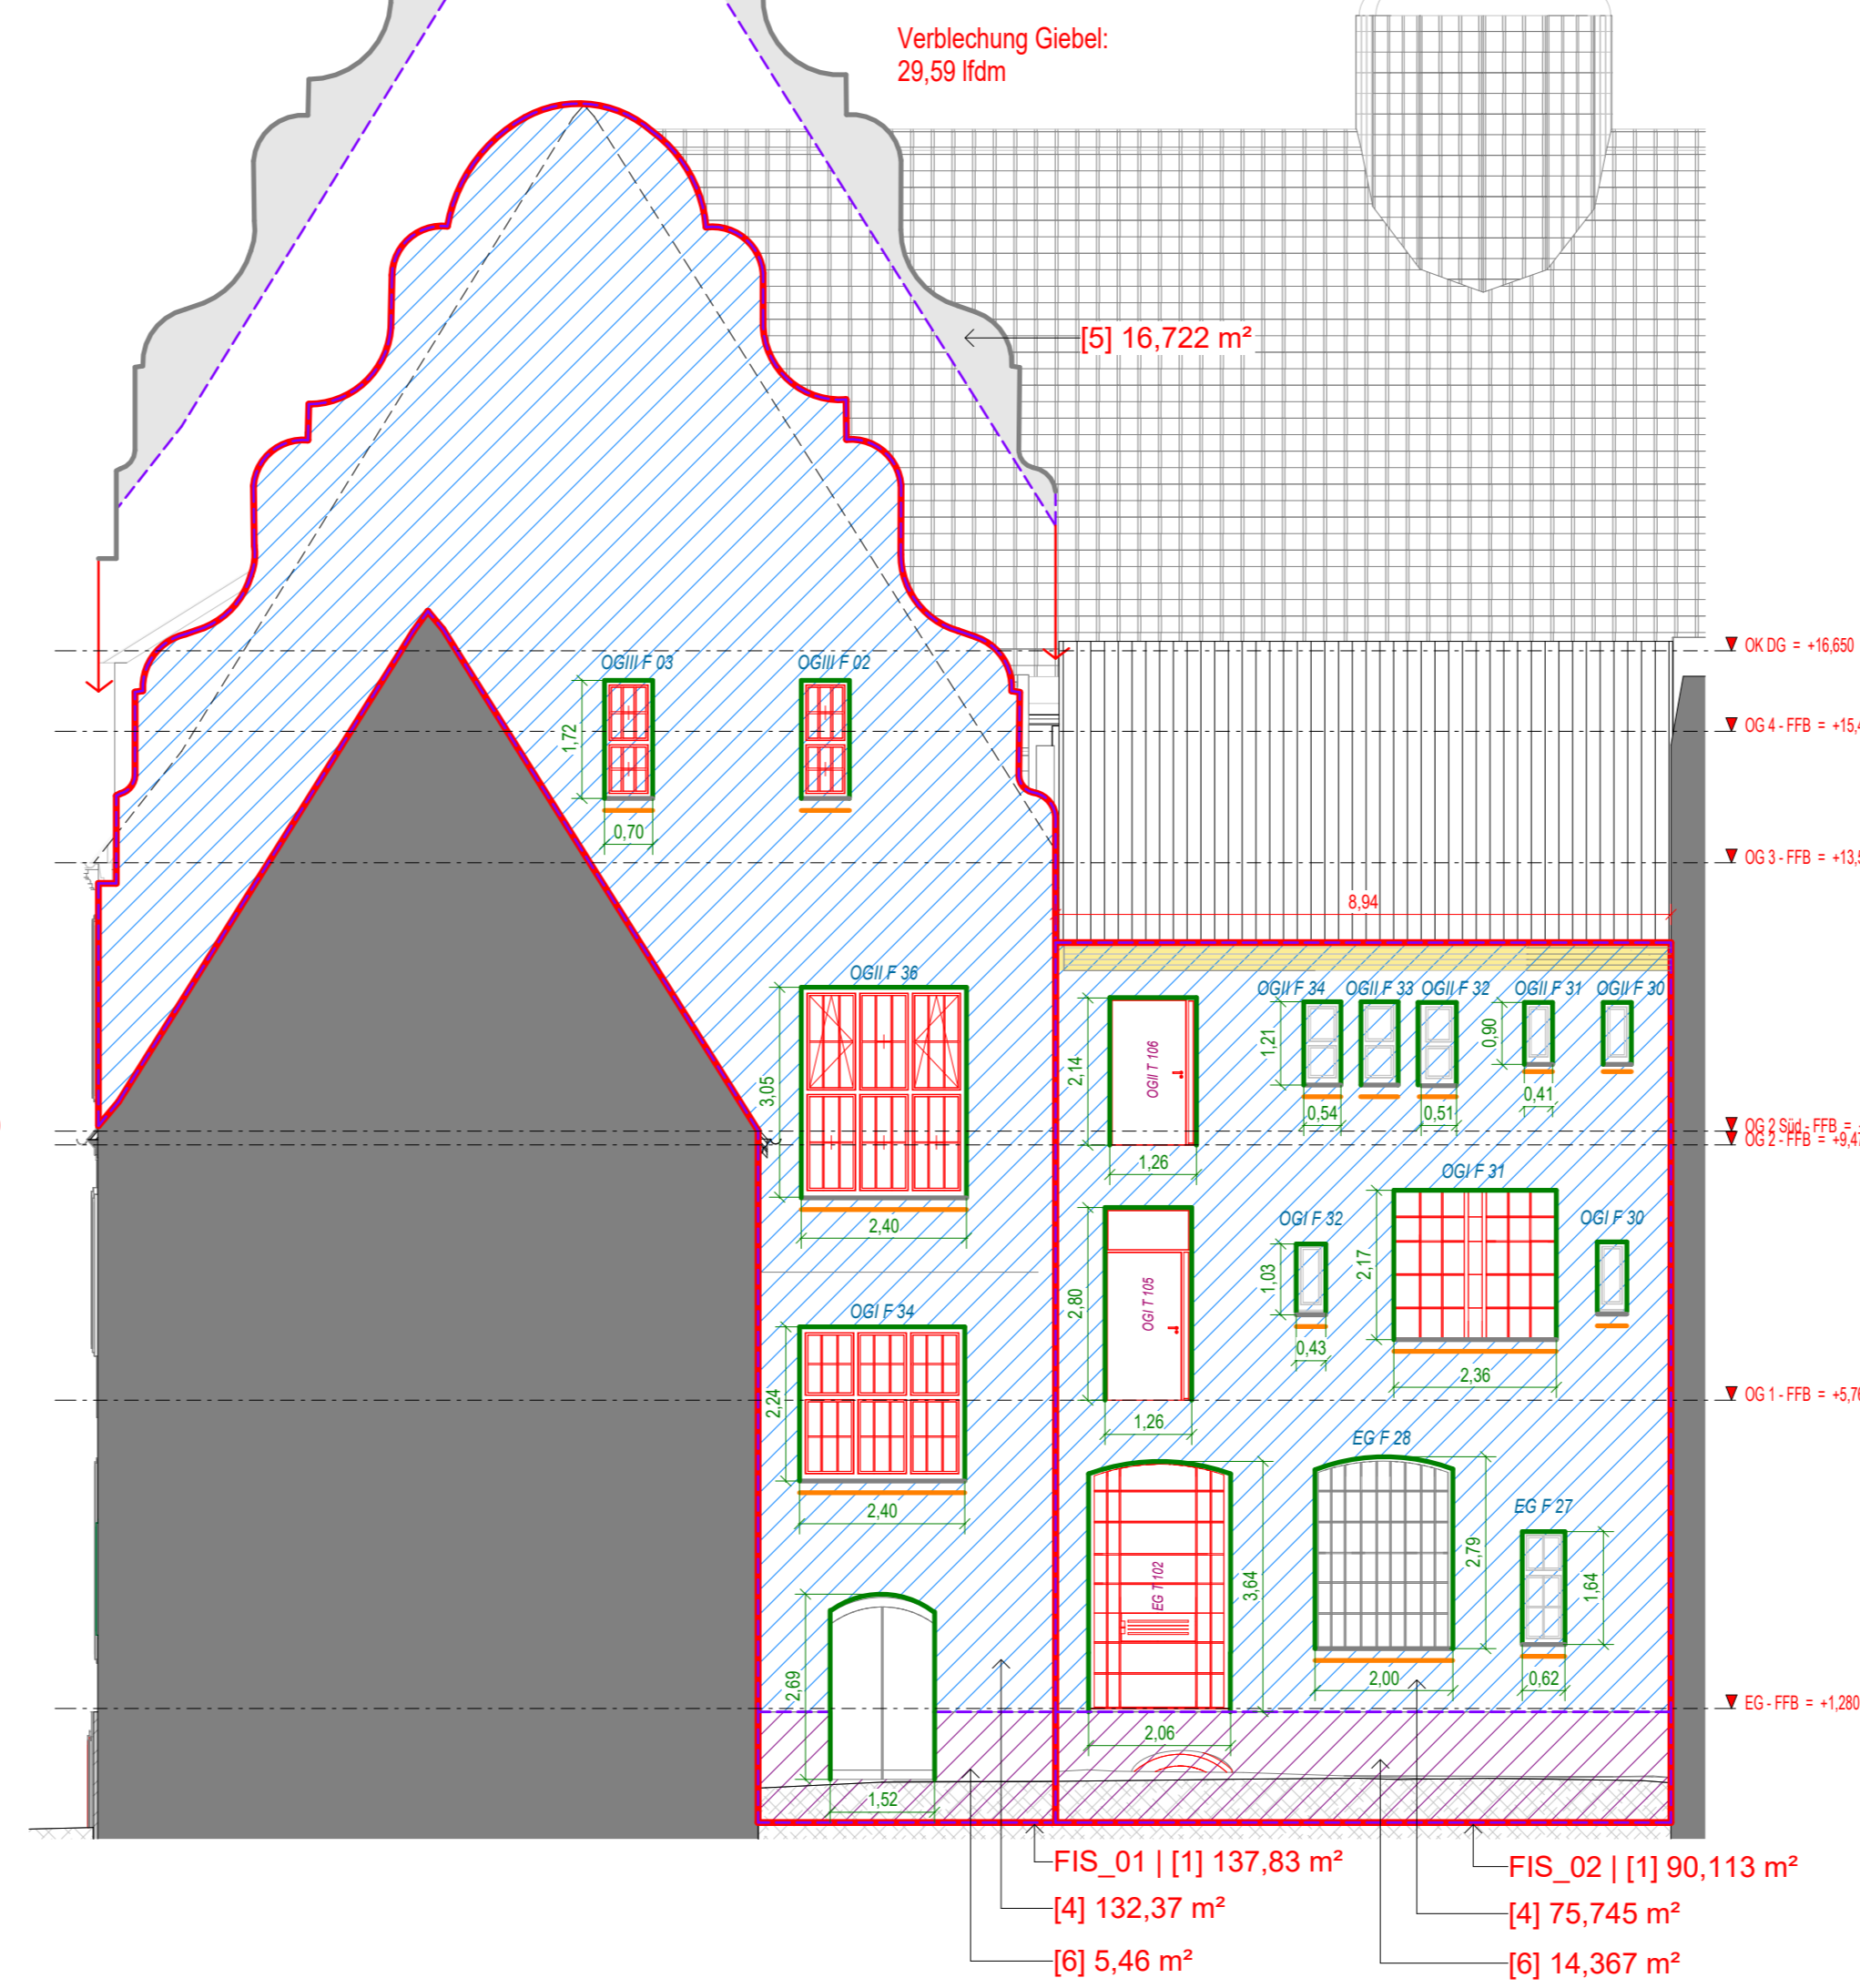 Verblechung Giebel:
29,59 lfdm
[5] 16,722 m²
OK DG = +16,650
OGIII F 03
OGIII F 02
1,72
OG 4 - FFB = +15,4
0,70
OG 3 - FFB = +13,5
8,94
OGII F 36
OGII F 34
OGII F 33
OGII F 32
OGII F 31
OGII F 30
3,05
2,14
OGII T 106
1,21
0,90
0,54
0,51
0,41
OG 2 Süd - FFB =
OG 2 - FFB = +9,47
1,26
OGI F 31
2,40
OGI F 32
OGI F 30
2,80
OGI T 105
1,03
2,17
OGI F 34
0,43
2,36
2,24
OG 1 - FFB = +5,76
1,26
EG F 28
2,40
EG F 27
EG T 102
3,64
2,79
1,64
2,69
2,00
0,62
EG - FFB = +1,280
2,06
1,52
FIS_01 | [1] 137,83 m²
[4] 132,37 m²
[6] 5,46 m²
FIS_02 | [1] 90,113 m²
[4] 75,745 m²
[6] 14,367 m²